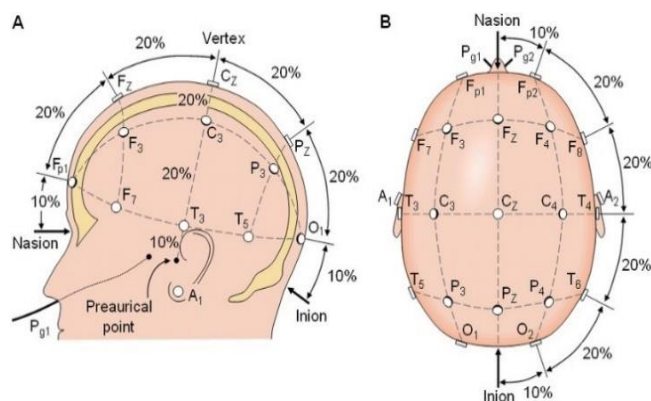 A
20%
Vertex
20%
Fz
Cz
20%
20%
Pz
20%
C3
F3
20%
Fp1
P3
20%
10%
F7
T3
T5
O1
Nasion
10%
10%
Preaurical
point
A1
Inion
Pg1
B
Nasion
10%
Pg1
Pg2
Fp1
Fp2
20%
F7
F3
Fz
F4
F8
20%
A1
T3
C3
Cz
C4
T4
A2
20%
T5
P3
Pz
P4
T6
O1
O2
20%
Inion
10%